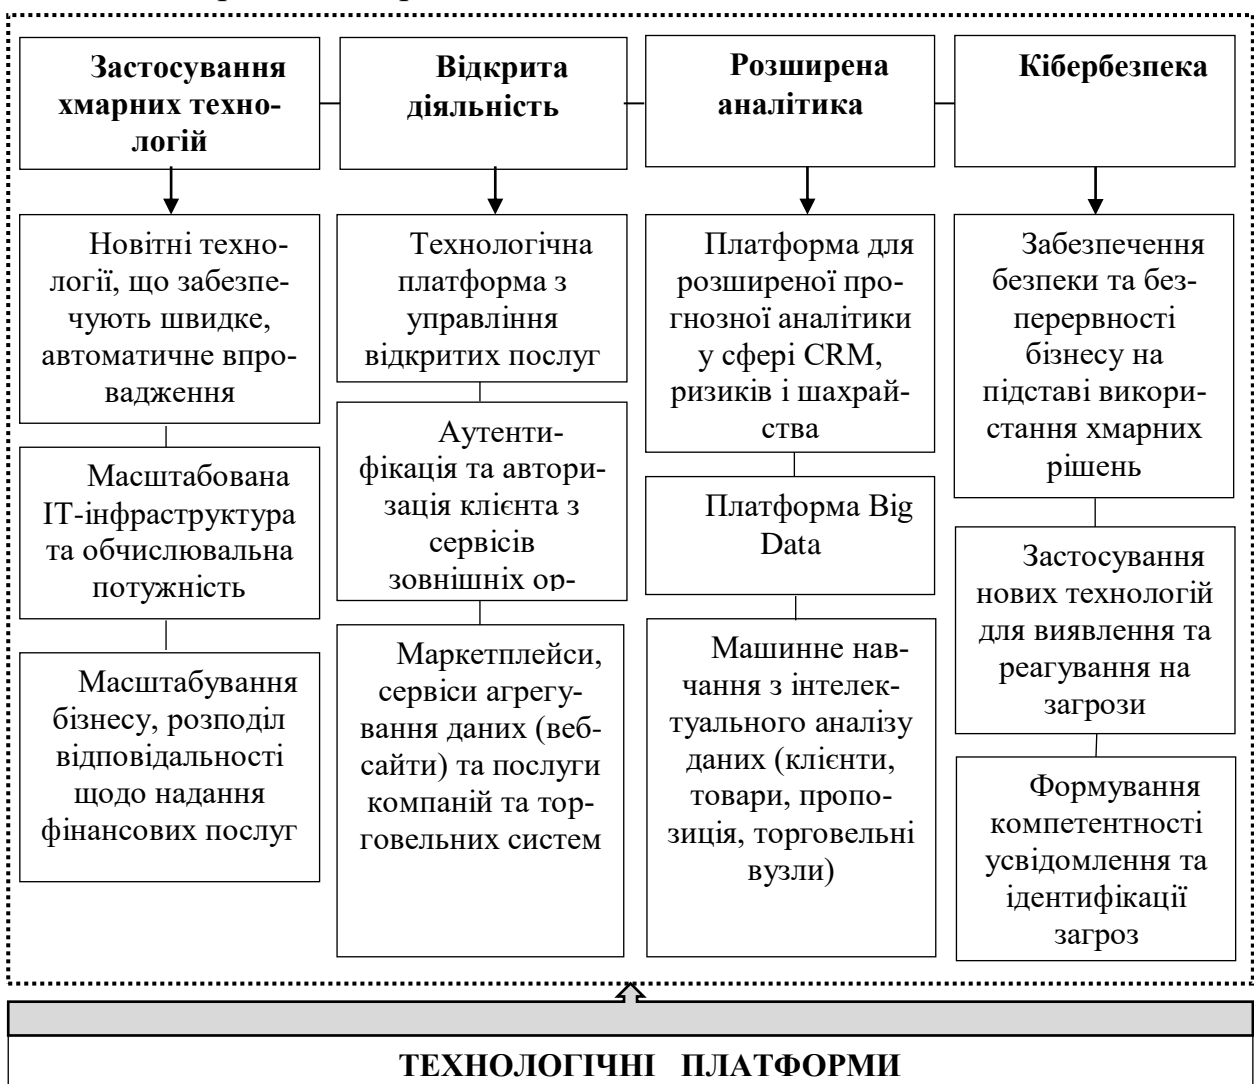 Застосування
хмарних техно-
логій
Відкрита
діяльність
Розширена
аналітика
Кібербезпека
Новітні техно-
логії, що забезпе-
чують швидке,
автоматичне впро-
вадження
Масштабована
ІТ-інфраструктура
та обчислювальна
потужність
Масштабування
бізнесу, розподіл
відповідальності
щодо надання
фінансових послуг
Технологічна
платформа з
управління
відкритих послуг
Аутенти-
фікація та автори-
зація клієнта з
сервісів
зовнішніх ор-
Маркетплейси,
сервіси агрегу-
вання даних (веб-
сайти) та послуги
компаній та тор-
говельних систем
Платформа для
розширеної про-
гнозної аналітики
у сфері CRM,
ризиків і шахрай-
ства
Платформа Big
Data
Машинне нав-
чання з інтелек-
туального аналізу
даних (клієнти,
товари, пропо-
зиція, торговельні
вузли)
Забезпечення
безпеки та без-
перервності
бізнесу на
підставі викори-
стання хмарних
рішень
Застосування
нових технологій
для виявлення та
реагування на
загрози
Формування
компетентності
усвідомлення та
ідентифікації
загроз
ТЕХНОЛОГІЧНІ ПЛАТФОРМИ